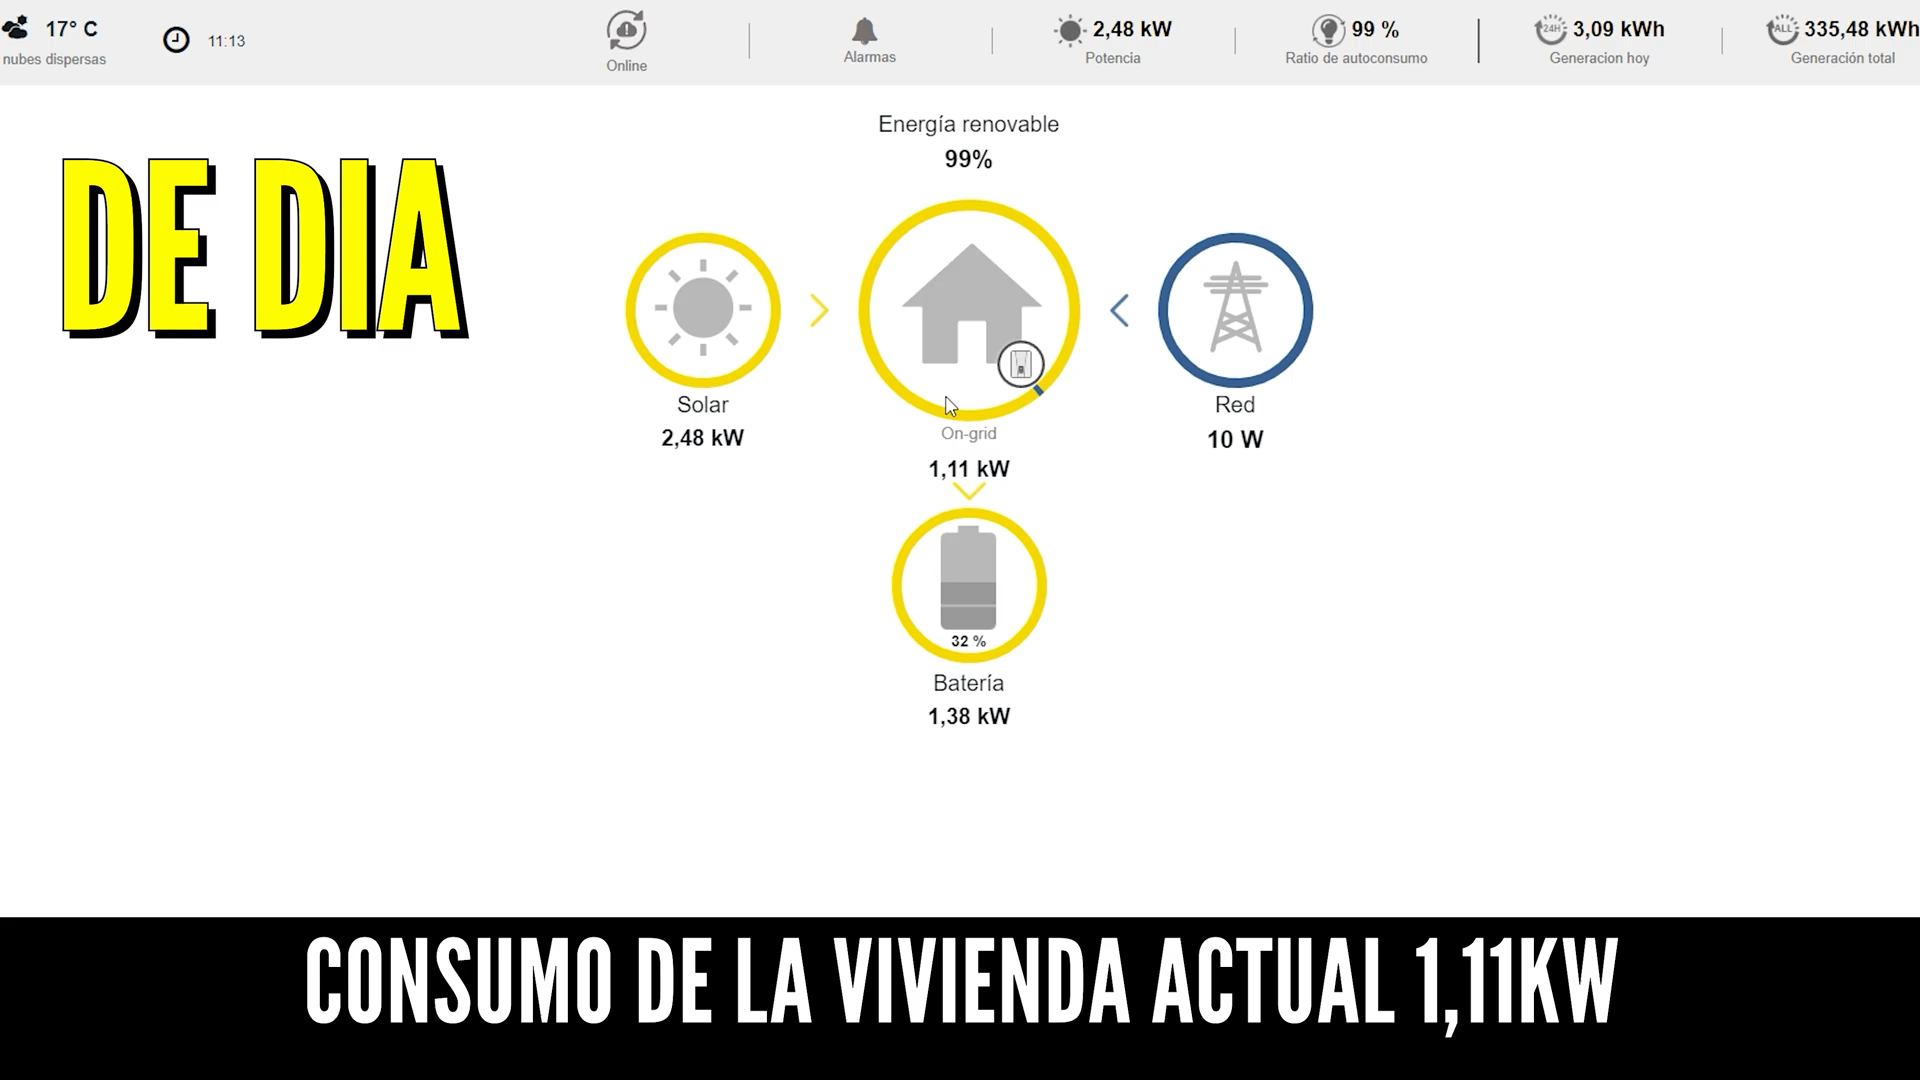 17° C
nubes dispersas
11:13
Online
Alarmas
2,48 kW
Potencia
99 %
Ratio de autoconsumo
24H
3,09 kWh
Generacion hoy
ALL
335,48 kWh
Generación total
Energía renovable
99%
DE DIA
Solar
2,48 kW
On-grid
1,11 kW
Red
10 W
32 %
Batería
1,38 kW
CONSUMO DE LA VIVIENDA ACTUAL 1,11KW